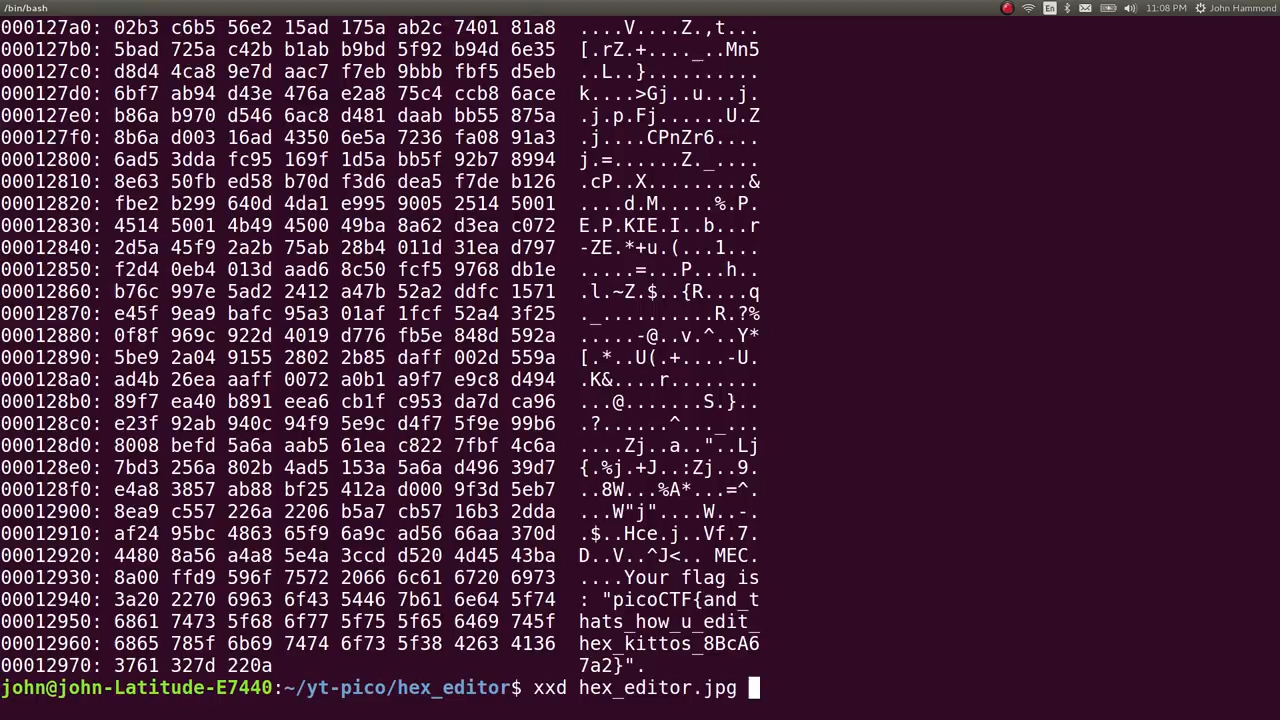 /bin/bash
En
11:08 PM
John Hammond
000127a0: 02b3 c6b5 56e2 15ad 175a ab2c 7401 81a8  ....V....Z.,t...
000127b0: 5bad 725a c42b b1ab b9bd 5f92 b94d 6e35  [.rZ.+...._..Mn5
000127c0: d8d4 4ca8 9e7d aac7 f7eb 9bbb fbf5 d5eb  ..L..}..........
000127d0: 6bf7 ab94 d43e 476a e2a8 75c4 ccb8 6ace  k....>Gj..u...j.
000127e0: b86a b970 d546 6ac8 d481 daab bb55 875a  .j.p.Fj......U.Z
000127f0: 8b6a d003 16ad 4350 6e5a 7236 fa08 91a3  .j....CPnZr6....
00012800: 6ad5 3dda fc95 169f 1d5a bb5f 92b7 8994  j.=......Z._....
00012810: 8e63 50fb ed58 b70d f3d6 dea5 f7de b126  .cP..X.........&
00012820: fbe2 b299 640d 4da1 e995 9005 2514 5001  ....d.M.....%.P.
00012830: 4514 5001 4b49 4500 49ba 8a62 d3ea c072  E.P.KIE.I..b...r
00012840: 2d5a 45f9 2a2b 75ab 28b4 011d 31ea d797  -ZE.*+u.(...1...
00012850: f2d4 0eb4 013d aad6 8c50 fcf5 9768 db1e  .....=...P...h..
00012860: b76c 997e 5ad2 2412 a47b 52a2 ddfc 1571  .l.~Z.$..{R....q
00012870: e45f 9ea9 bafc 95a3 01af 1fcf 52a4 3f25  ._..........R.?%
00012880: 0f8f 969c 922d 4019 d776 fb5e 848d 592a  .....-@..v.^..Y*
00012890: 5be9 2a04 9155 2802 2b85 daff 002d 559a  [.*..U(.+....-U.
000128a0: ad4b 26ea aaff 0072 a0b1 a9f7 e9c8 d494  .K&....r........
000128b0: 89f7 ea40 b891 eea6 cb1f c953 da7d ca96  ...@.......S.}..
000128c0: e23f 92ab 940c 94f9 5e9c d4f7 5f9e 99b6  .?......^..._...
000128d0: 8008 befd 5a6a aab5 61ea c822 7fbf 4c6a  ....Zj..a.."..Lj
000128e0: 7bd3 256a 802b 4ad5 153a 5a6a d496 39d7  {.%j.+J..:Zj..9.
000128f0: e4a8 3857 ab88 bf25 412a d000 9f3d 5eb7  ..8W...%A*...=^.
00012900: 8ea9 c557 226a 2206 b5a7 cb57 16b3 2dda  ...W"j"....W..-.
00012910: af24 95bc 4863 65f9 6a9c ad56 66aa 370d  .$..Hce.j..Vf.7.
00012920: 4480 8a56 a4a8 5e4a 3ccd d520 4d45 43ba  D..V..^J<.. MEC.
00012930: 8a00 ffd9 596f 7572 2066 6c61 6720 6973  ....Your flag is
00012940: 3a20 2270 6963 6f43 5446 7b61 6e64 5f74  : "picoCTF{and_t
00012950: 6861 7473 5f68 6f77 5f75 5f65 6469 745f  hats_how_u_edit_
00012960: 6865 785f 6b69 7474 6f73 5f38 4263 4136  hex_kittos_8BcA6
00012970: 3761 327d 220a  7a2}".
john@john-Latitude-E7440:~/yt-pico/hex_editor$ xxd hex_editor.jpg